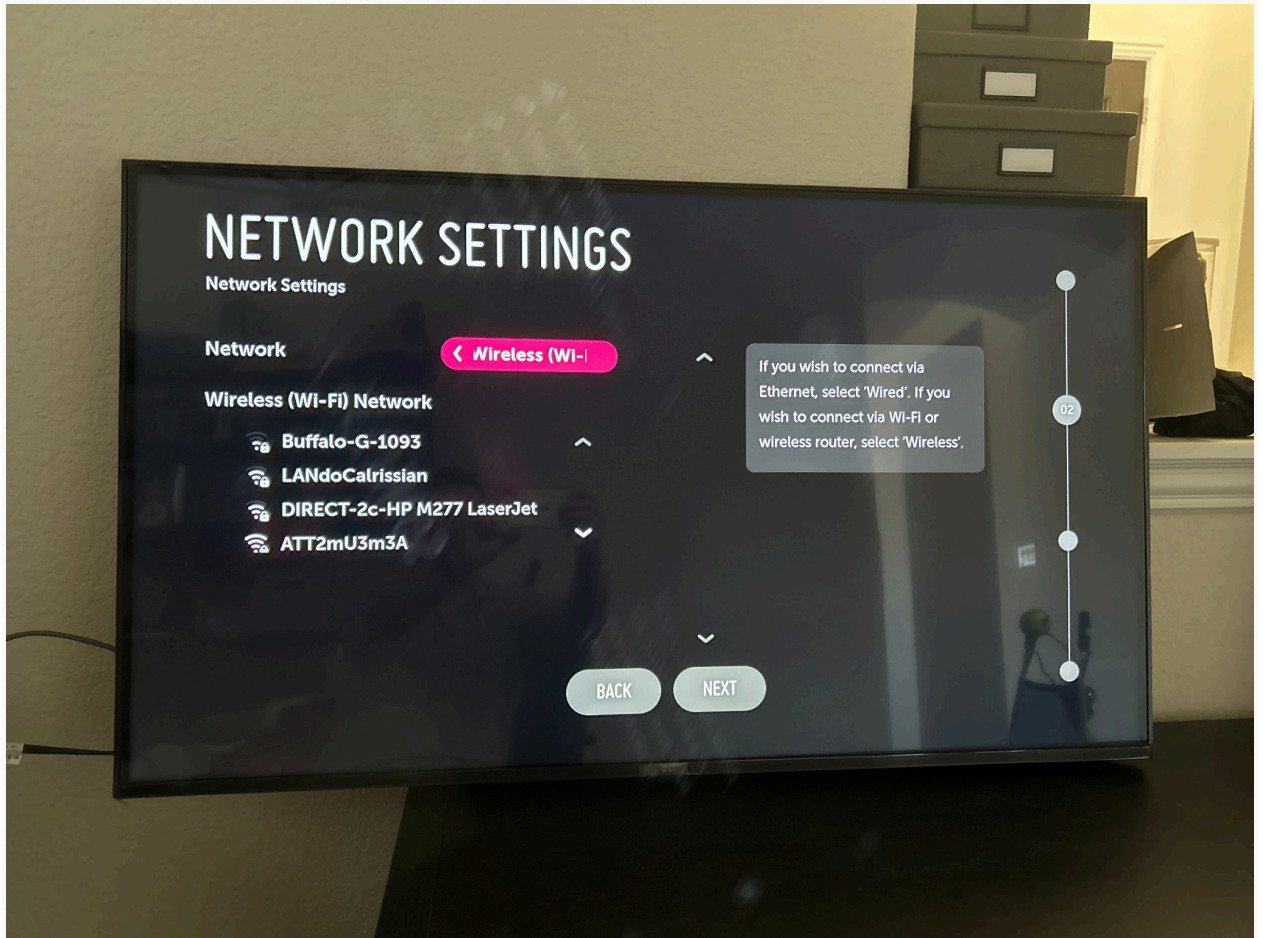 NETWORK SETTINGS
Network Settings
Network
Wireless (Wi-
Wireless (Wi-Fi) Network
Buffalo-G-1093
LANdoCalrissian
DIRECT-2c-HP M277 LaserJet
ATT2mU3m3A
If you wish to connect via
Ethernet, select 'Wired'. If you
wish to connect via Wi-Fi or
wireless router, select 'Wireless'.
02
BACK
NEXT